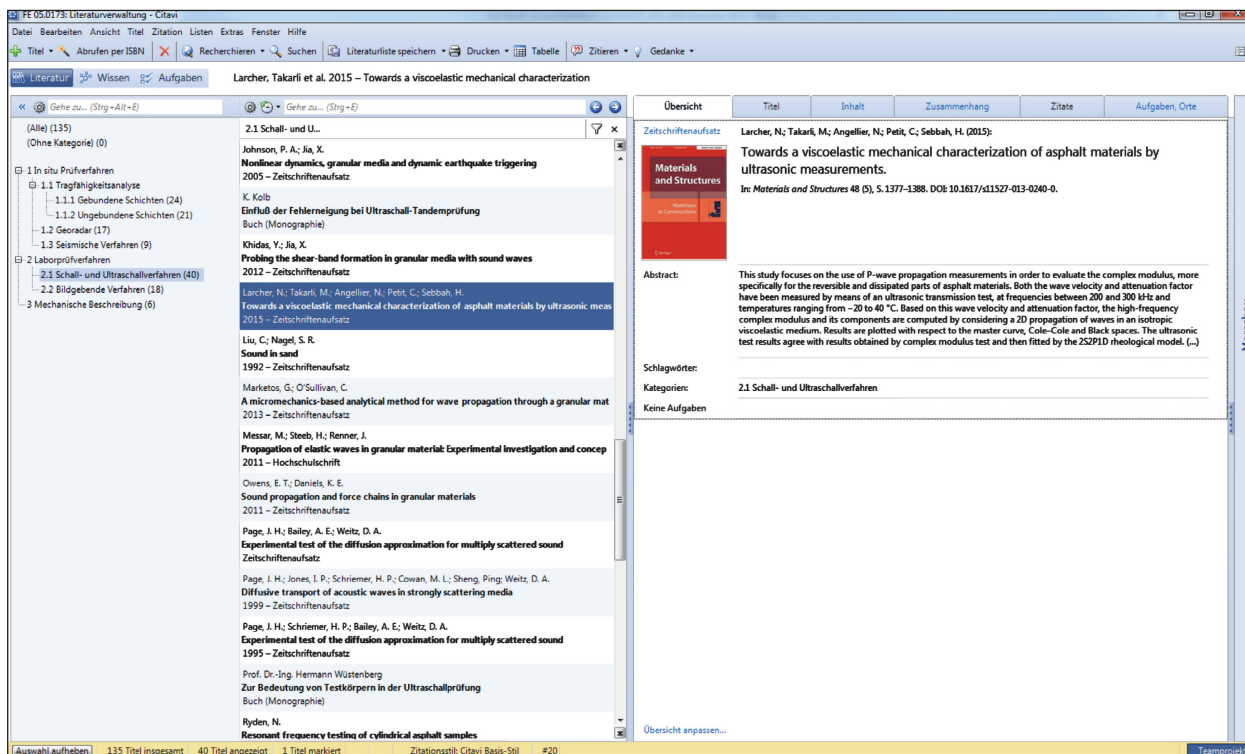 FE 05.0173: Literaturverwaltung - Citavi
Datei Bearbeiten Ansicht Titel Zitation Listen Extras Fenster Hilfe
Titel Abrufen per ISBN Recherchieren Suchen Literaturliste speichern Drucken Tabelle Zitieren Gedanke
Literatur Wissen Aufgaben Larcher, Takarli et al. 2015 – Towards a viscoelastic mechanical characterization
« Gehe zu... (Strg+Alt+E)
(Alle) (135)
(Ohne Kategorie) (0)
1 In situ Prüfverfahren
1.1 Tragfähigkeitsanalyse
1.1.1 Gebundene Schichten (24)
1.1.2 Ungebundene Schichten (21)
1.2 Georadar (17)
1.3 Seismische Verfahren (9)
2 Laborprüfverfahren
2.1 Schall- und Ultraschallverfahren (40)
2.2 Bildgebende Verfahren (18)
3 Mechanische Beschreibung (6)
Gehe zu... (Strg+E)
2.1 Schall- und U...
Johnson, P. A.; Jia, X.
Nonlinear dynamics, granular media and dynamic earthquake triggering
2005 – Zeitschriftenaufsatz
K. Kolb
Einfluß der Fehlerneigung bei Ultraschall-Tandemprüfung
Buch (Monographie)
Khidas, Y.; Jia, X.
Probing the shear-band formation in granular media with sound waves
2012 – Zeitschriftenaufsatz
Larcher, N.; Takarli, M.; Angellier, N.; Petit, C.; Sebbah, H.
Towards a viscoelastic mechanical characterization of asphalt materials by ultrasonic meas
2015 – Zeitschriftenaufsatz
Liu, C.; Nagel, S. R.
Sound in sand
1992 – Zeitschriftenaufsatz
Marketos, G.; O'Sullivan, C.
A micromechanics-based analytical method for wave propagation through a granular mat
2013 – Zeitschriftenaufsatz
Messar, M.; Steeb, H.; Renner, J.
Propagation of elastic waves in granular material: Experimental investigation and concep
2011 – Hochschulschrift
Owens, E. T.; Daniels, K. E.
Sound propagation and force chains in granular materials
2011 – Zeitschriftenaufsatz
Page, J. H.; Bailey, A. E.; Weitz, D. A.
Experimental test of the diffusion approximation for multiply scattered sound
Zeitschriftenaufsatz
Page, J. H.; Jones, I. P.; Schriemer, H. P.; Cowan, M. L.; Sheng, Ping; Weitz, D. A.
Diffusive transport of acoustic waves in strongly scattering media
1999 – Zeitschriftenaufsatz
Page, J. H.; Schriemer, H. P.; Bailey, A. E.; Weitz, D. A.
Experimental test of the diffusion approximation for multiply scattered sound
1995 – Zeitschriftenaufsatz
Prof. Dr.-Ing. Hermann Wüstenberg
Zur Bedeutung von Testkörpern in der Ultraschallprüfung
Buch (Monographie)
Ryden, N.
Resonant frequency testing of cylindrical asphalt samples
Übersicht Titel Inhalt Zusammenhang Zitate Aufgaben, Orte
Zeitschriftenaufsatz
Materials
and Structures
Matériaux
et Constructions
Larcher, N.; Takarli, M.; Angellier, N.; Petit, C.; Sebbah, H. (2015):
Towards a viscoelastic mechanical characterization of asphalt materials by
ultrasonic measurements.
In: Materials and Structures 48 (5), S. 1377–1388. DOI: 10.1617/s11527-013-0240-0.
Abstract:
This study focuses on the use of P-wave propagation measurements in order to evaluate the complex modulus, more
specifically for the reversible and dissipated parts of asphalt materials. Both the wave velocity and attenuation factor
have been measured by means of an ultrasonic transmission test, at frequencies between 200 and 300 kHz and
temperatures ranging from −20 to 40 °C. Based on this wave velocity and attenuation factor, the high-frequency
complex modulus and its components are computed by considering a 2D propagation of waves in an isotropic
viscoelastic medium. Results are plotted with respect to the master curve, Cole–Cole and Black spaces. The ultrasonic
test results agree with results obtained by complex modulus test and then fitted by the 2S2P1D rheological model. (...)
Schlagwörter:
Kategorien: 2.1 Schall- und Ultraschallverfahren
Keine Aufgaben
Übersicht anpassen...
Auswahl aufheben 135 Titel insgesamt 40 Titel angezeigt 1 Titel markiert Zitationsstil: Citavi Basis-Stil #20